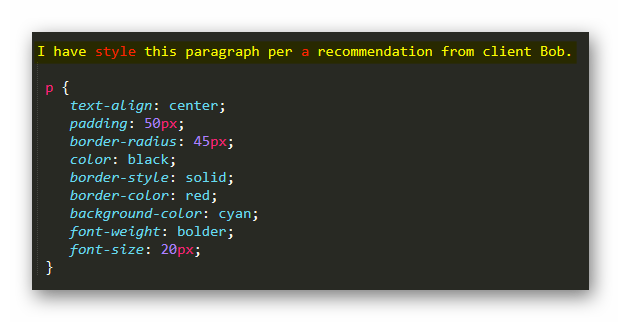 I have style this paragraph per a recommendation from client Bob.
p {
text-align: center;
padding: 50px;
border-radius: 45px;
color: black;
border-style: solid;
border-color: red;
background-color: cyan;
font-weight: bolder;
font-size: 20px;
}